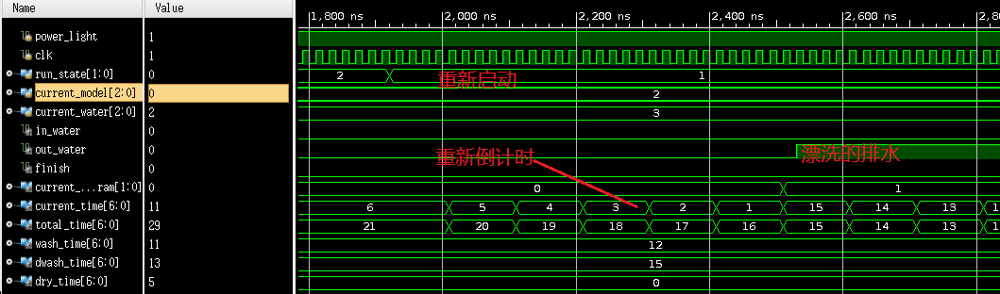 Name Value
1,800 ns 2,000 ns 2,200 ns 2,400 ns 2,600 ns 2,8
power_light 1
clk 1
run_state[1:0] 0 2 重新启动 1
current_model[2:0] 0 2
current_water[2:0] 2 3
in_water 0
out_water 0 重新倒计时 漂洗的排水
finish 0
current_...ram[1:0] 0 0 1
current_time[6:0] 11 6 5 4 3 2 1 15 14 13 1
total_time[6:0] 29 21 20 19 18 17 16 15 14 13 1
wash_time[6:0] 11 12
dwash_time[6:0] 13 15
dry_time[6:0] 5 0